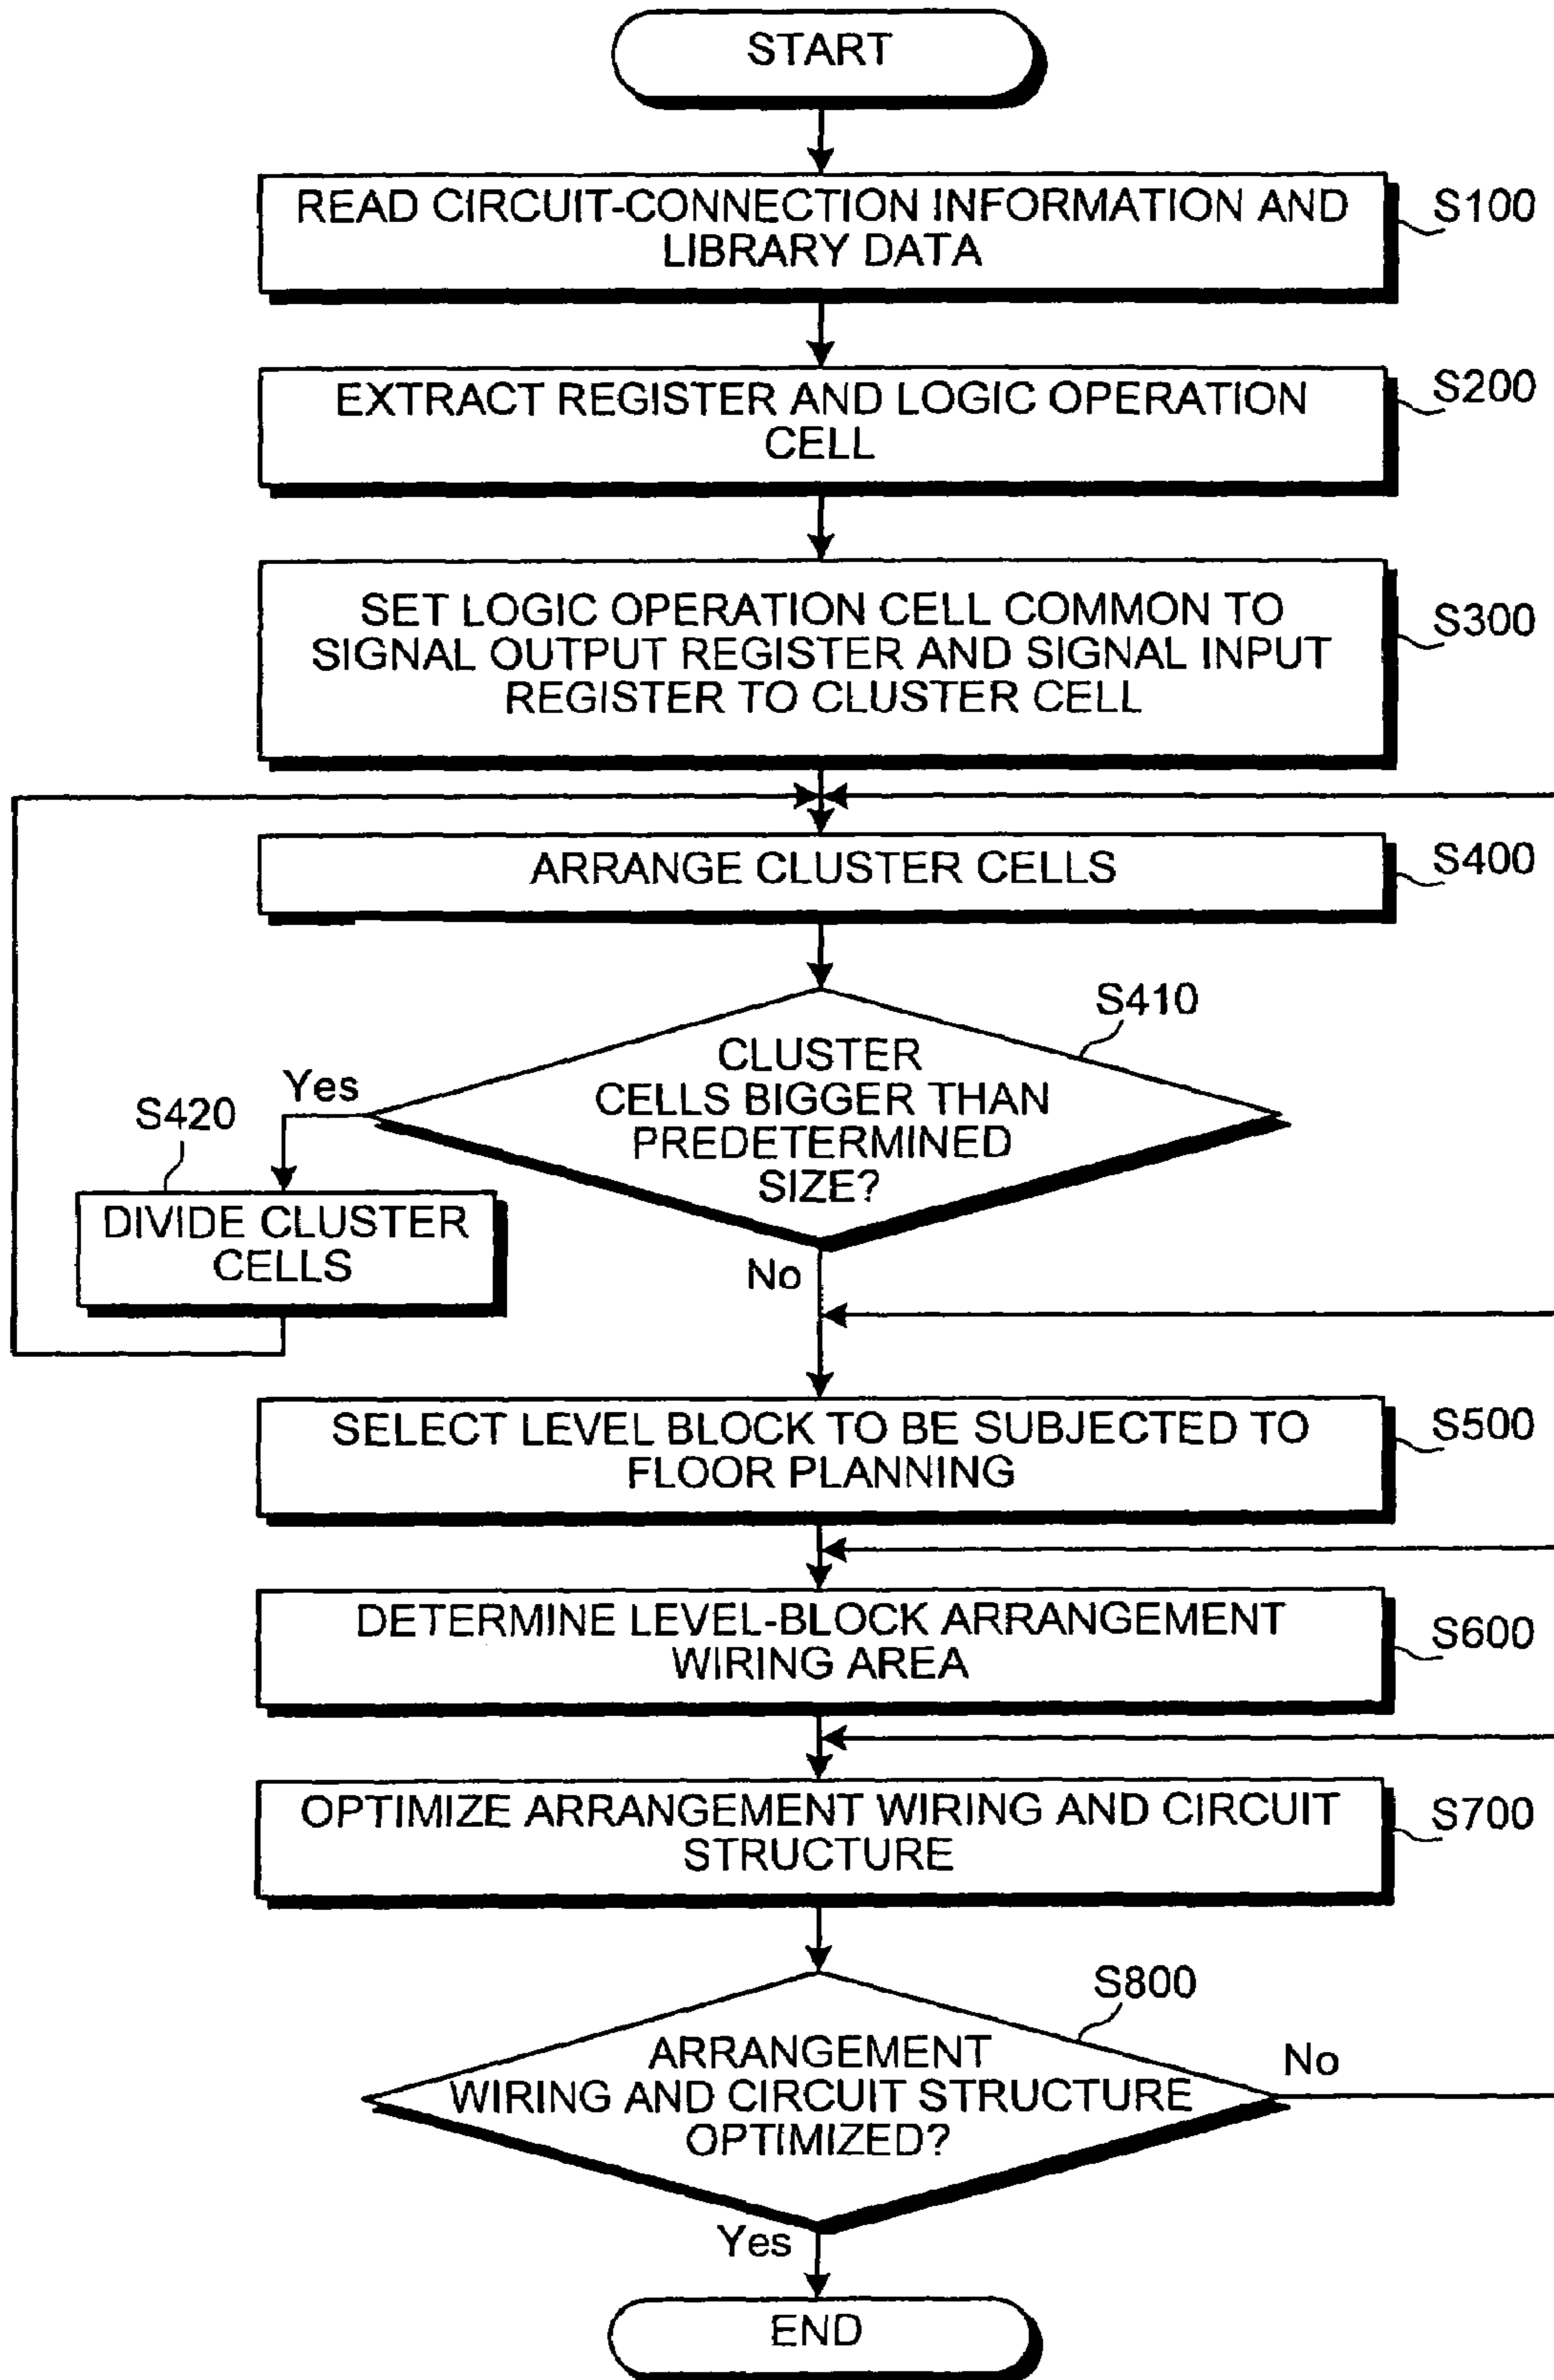 START
READ CIRCUIT-CONNECTION INFORMATION AND
LIBRARY DATA
S100
EXTRACT REGISTER AND LOGIC OPERATION
CELL
S200
SET LOGIC OPERATION CELL COMMON TO
SIGNAL OUTPUT REGISTER AND SIGNAL INPUT
REGISTER TO CLUSTER CELL
S300
ARRANGE CLUSTER CELLS
S400
S410
CLUSTER
CELLS BIGGER THAN
PREDETERMINED
SIZE?
Yes
S420
DIVIDE CLUSTER
CELLS
No
SELECT LEVEL BLOCK TO BE SUBJECTED TO
FLOOR PLANNING
S500
DETERMINE LEVEL-BLOCK ARRANGEMENT
WIRING AREA
S600
OPTIMIZE ARRANGEMENT WIRING AND CIRCUIT
STRUCTURE
S700
S800
ARRANGEMENT
WIRING AND CIRCUIT STRUCTURE
OPTIMIZED?
No
Yes
END